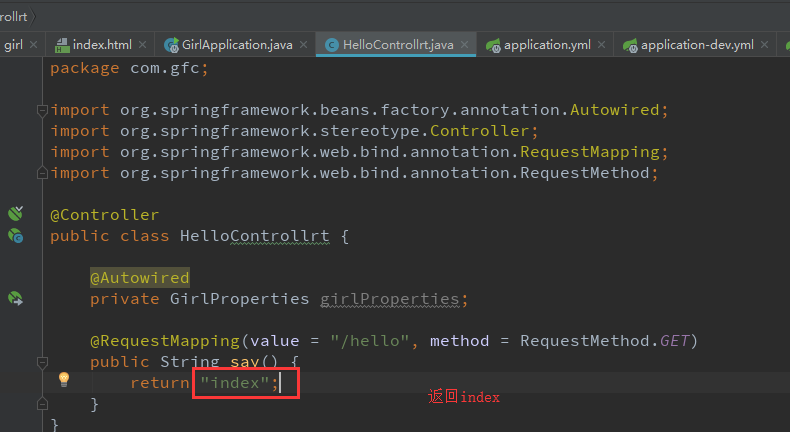 rollrt
girl index.html GirlApplication.java HelloControllrt.java application.yml application-dev.yml
package com.gfc;
import org.springframework.beans.factory.annotation.Autowired;
import org.springframework.stereotype.Controller;
import org.springframework.web.bind.annotation.RequestMapping;
import org.springframework.web.bind.annotation.RequestMethod;
@Controller
public class HelloControllrt {
@Autowired
private GirlProperties girlProperties;
@RequestMapping(value = "/hello", method = RequestMethod.GET)
public String say() {
return "index";
返回index
}
}